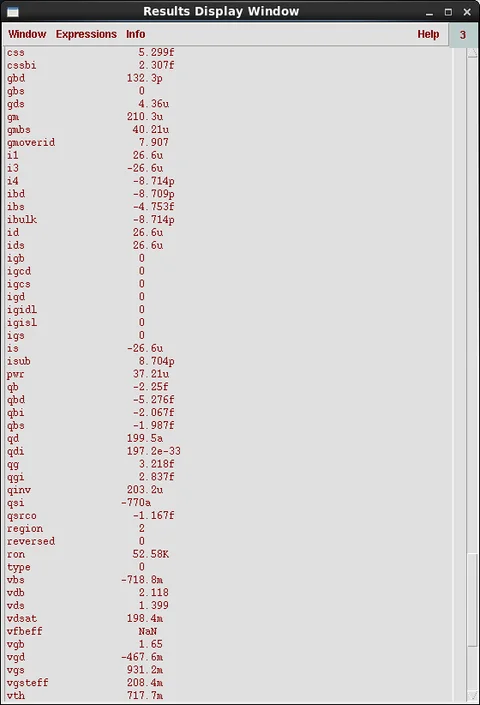 Results Display Window
Window Expressions Info Help 3
css 5.299f
cssbi 2.307f
gbd 132.3p
gbs 0
gds 4.36u
gm 210.3u
gmbs 40.21u
gmoverid 7.907
i1 26.6u
i3 -26.6u
i4 -8.714p
ibd -8.709p
ibs -4.753f
ibulk -8.714p
id 26.6u
ids 26.6u
igb 0
igcd 0
igcs 0
igd 0
igidl 0
igisl 0
igs 0
is -26.6u
isub 8.704p
pwr 37.21u
qb -2.25f
qbd -5.276f
qbi -2.067f
qbs -1.987f
qd 199.5a
qdi 197.2e-33
qg 3.218f
qgi 2.837f
qinv 203.2u
qsi -770a
qsrco -1.167f
region 2
reversed 0
ron 52.58K
type 0
vbs -718.8m
vdb 2.118
vds 1.399
vdsat 198.4m
vfbeff NaN
vgb 1.65
vgd -467.6m
vgs 931.2m
vgsteff 208.4m
vth 717.7m